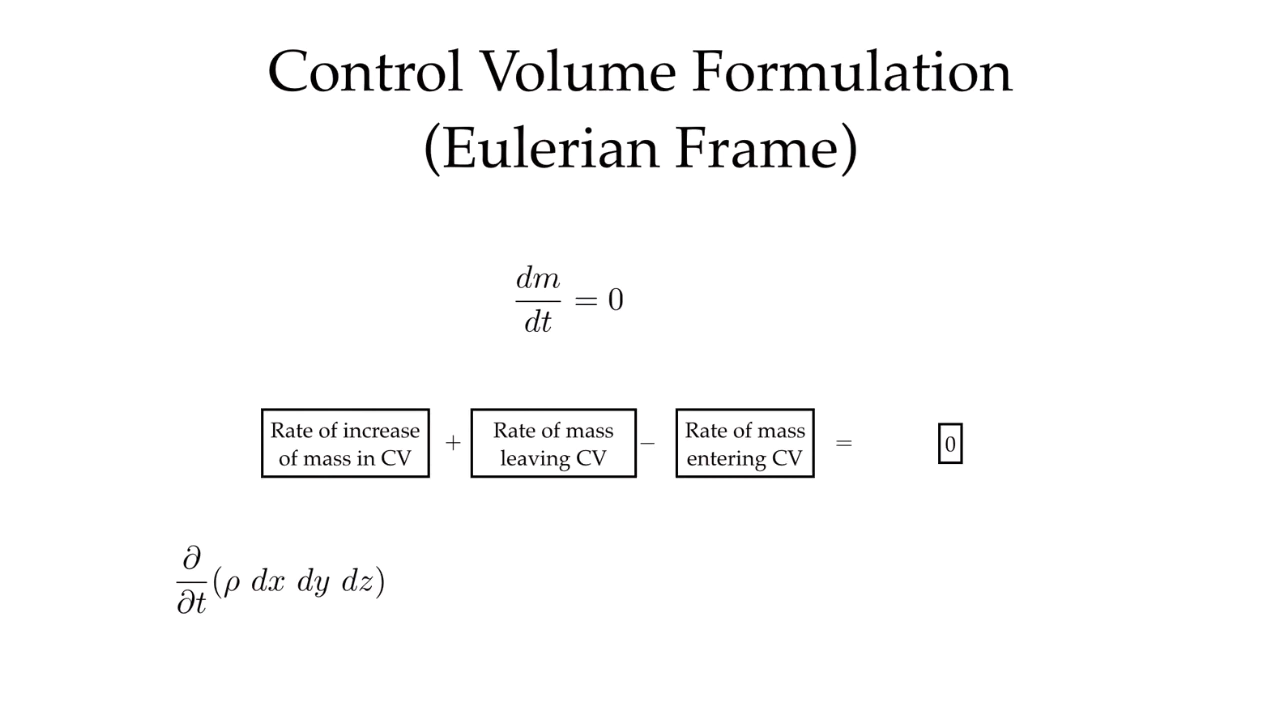 Control Volume Formulation
(Eulerian Frame)
dm/dt = 0
Rate of increase of mass in CV + Rate of mass leaving CV − Rate of mass entering CV = 0
∂/∂t (ρ dx dy dz)